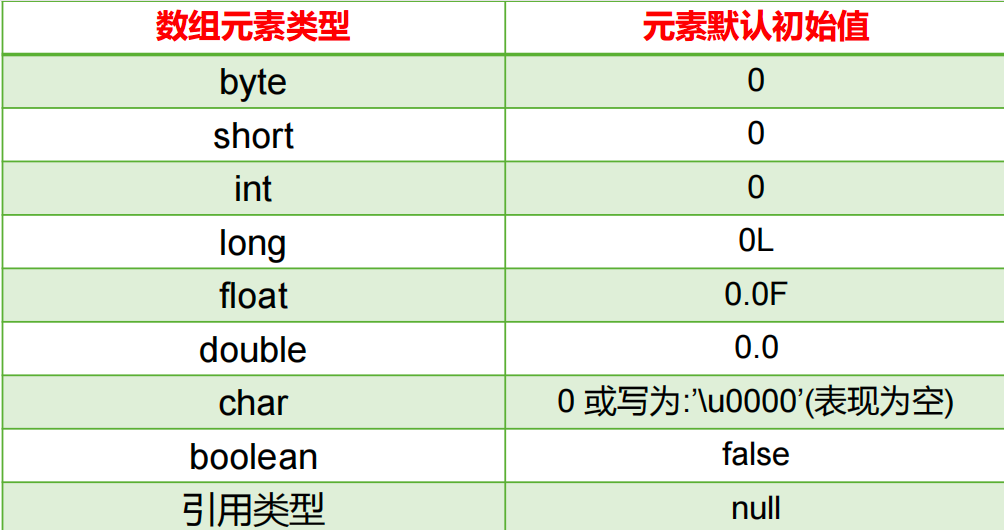 数组元素类型 元素默认初始值
byte 0
short 0
int 0
long 0L
float 0.0F
double 0.0
char 0 或写为:’\u0000’(表现为空)
boolean false
引用类型 null